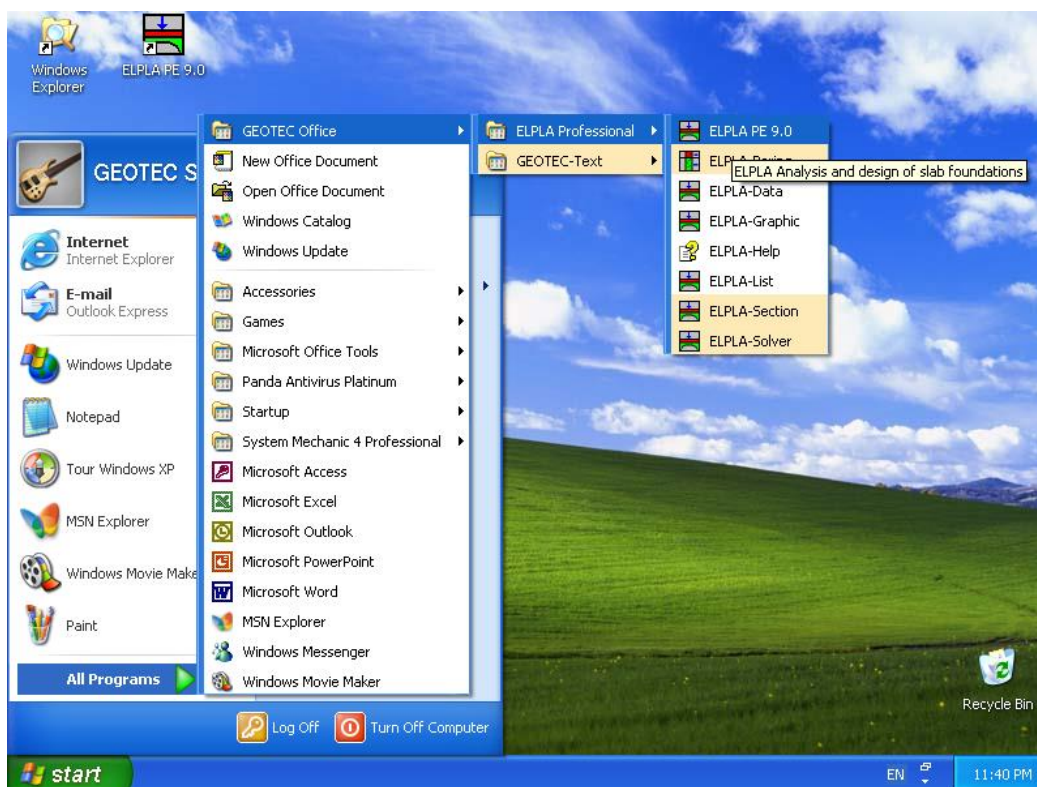 Windows
Explorer
ELPLA PE 9.0
GEOTEC S
Internet
Internet Explorer
E-mail
Outlook Express
Windows Update
Notepad
Tour Windows XP
MSN Explorer
Windows Movie Make
Paint
All Programs
GEOTEC Office
New Office Document
Open Office Document
Windows Catalog
Windows Update
Accessories
Games
Microsoft Office Tools
Panda Antivirus Platinum
Startup
System Mechanic 4 Professional
Microsoft Access
Microsoft Excel
Microsoft Outlook
Microsoft PowerPoint
Microsoft Word
MSN Explorer
Windows Messenger
Windows Movie Maker
ELPLA Professional
GEOTEC-Text
ELPLA PE 9.0
ELPLA Analysis and design of slab foundations
ELPLA-Data
ELPLA-Graphic
ELPLA-Help
ELPLA-List
ELPLA-Section
ELPLA-Solver
Recycle Bin
Log Off
Turn Off Computer
start
EN
11:40 PM